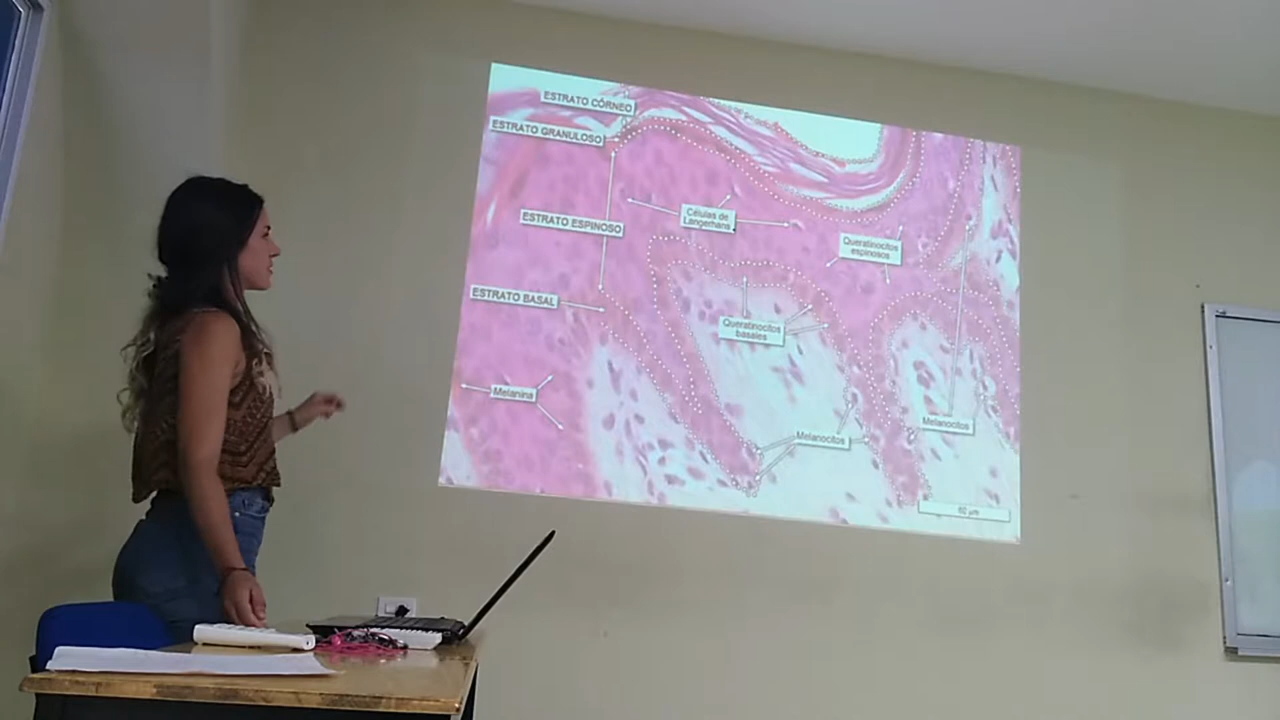 ESTRATO CÓRNEO
ESTRATO GRANULOSO
Células de
Langerhans
ESTRATO ESPINOSO
Queratinocitos
espinosos
ESTRATO BASAL
Queratinocitos
basales
Melanina
Melanocitos
Melanocitos